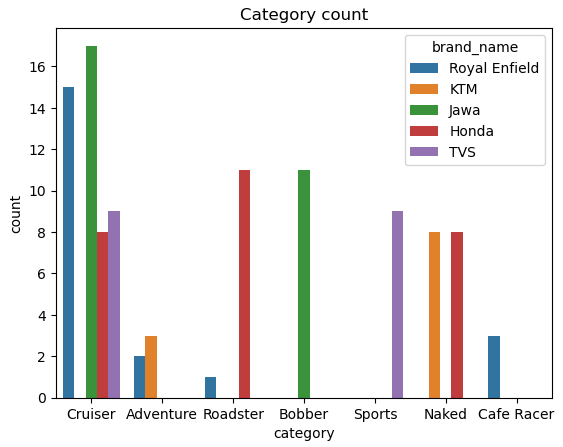 Category count
brand_name
Royal Enfield
KTM
Jawa
Honda
TVS
16
14
12
10
8
6
4
2
0
count
Cruiser Adventure Roadster Bobber Sports Naked Cafe Racer
category